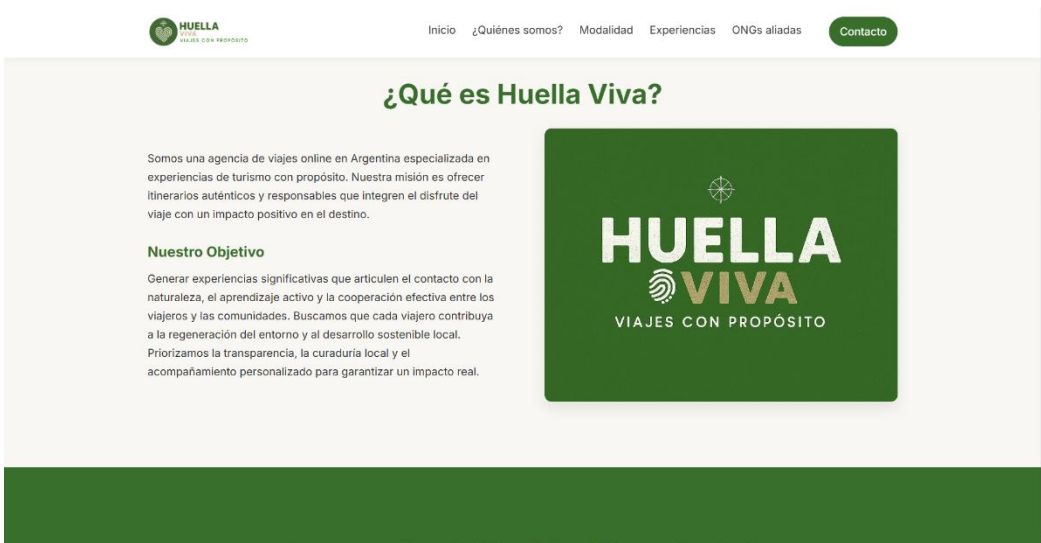 HUELLA
VIVA
VIAJES CON PROPÓSITO
Inicio
¿Quiénes somos?
Modalidad
Experiencias
ONGs aliadas
Contacto
¿Qué es Huella Viva?
Somos una agencia de viajes online en Argentina especializada en
experiencias de turismo con propósito. Nuestra misión es ofrecer
itinerarios auténticos y responsables que integren el disfrute del
viaje con un impacto positivo en el destino.
Nuestro Objetivo
Generar experiencias significativas que articulen el contacto con la
naturaleza, el aprendizaje activo y la cooperación efectiva entre los
viajeros y las comunidades. Buscamos que cada viajero contribuya
a la regeneración del entorno y al desarrollo sostenible local.
Priorizamos la transparencia, la curaduría local y el
acompañamiento personalizado para garantizar un impacto real.
HUELLA
VIVA
VIAJES CON PROPÓSITO